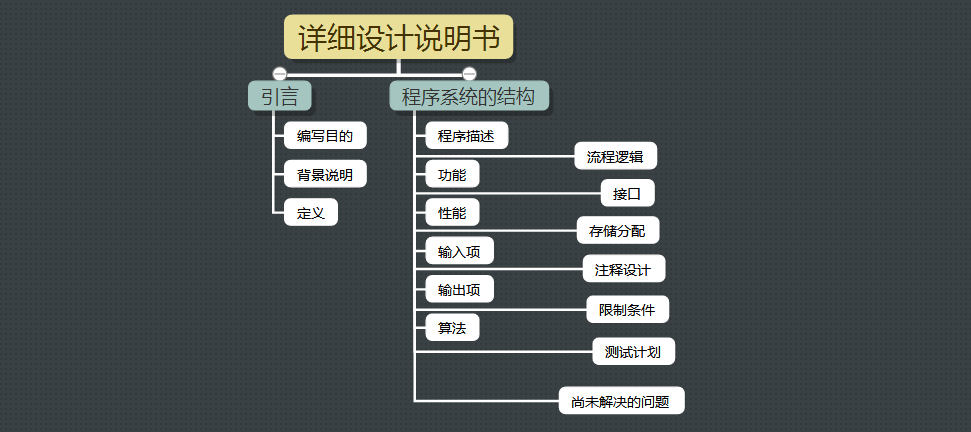 详细设计说明书
引言
编写目的
背景说明
定义
程序系统的结构
程序描述
流程逻辑
功能
接口
性能
存储分配
输入项
注释设计
输出项
限制条件
算法
测试计划
尚未解决的问题